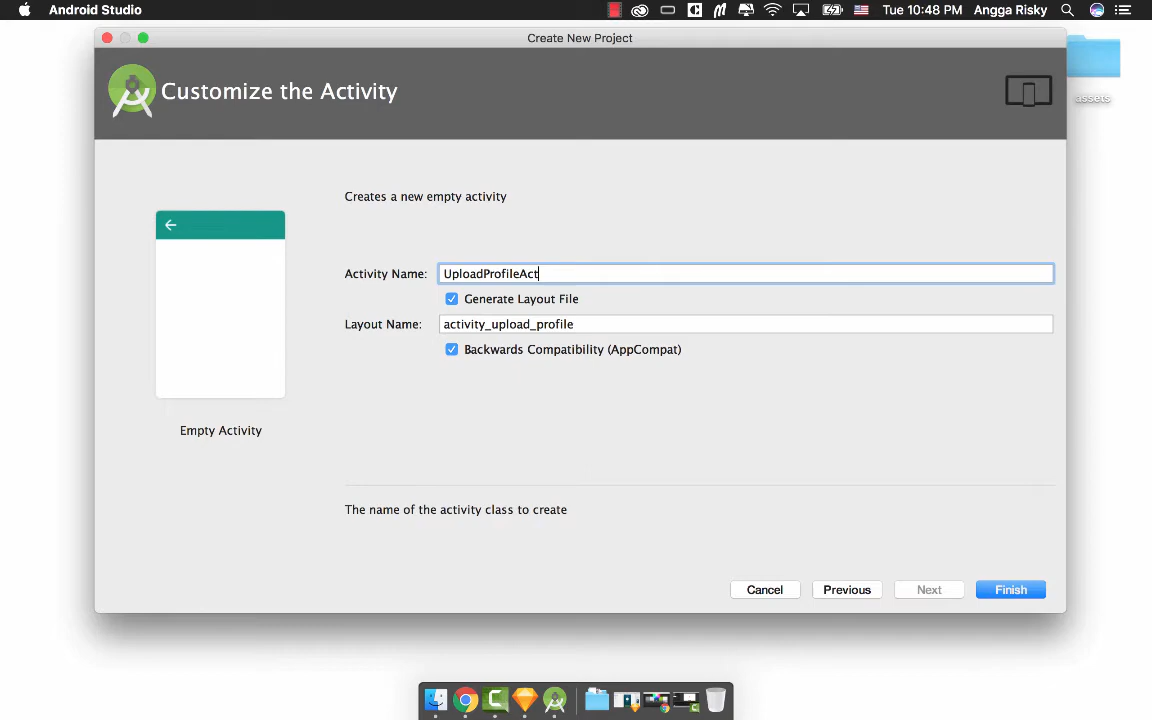 Android Studio
Tue 10:48 PM
Angga Risky
Create New Project
assets
Customize the Activity
Creates a new empty activity
Activity Name: UploadProfileAct
Generate Layout File
Layout Name: activity_upload_profile
Backwards Compatibility (AppCompat)
Empty Activity
The name of the activity class to create
Cancel
Previous
Next
Finish